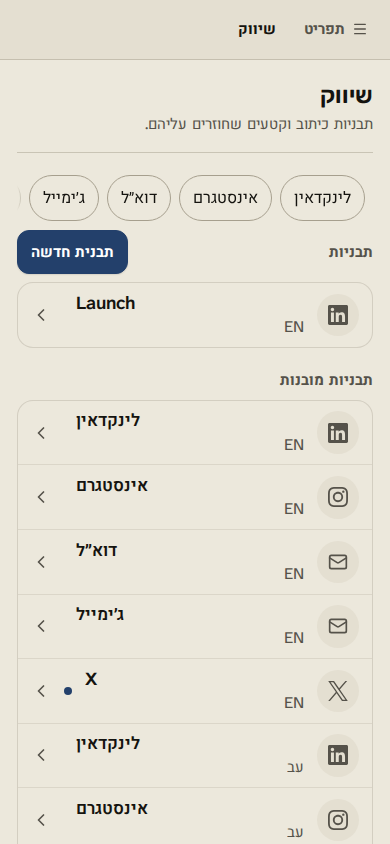 תפריט שיווק
שיווק
תבניות כיתוב וקטעים שחוזרים עליהם.
לינקדאין אינסטגרם דוא״ל ג׳ימייל
תבניות תבנית חדשה
Launch
EN
תבניות מובנות
לינקדאין
EN
אינסטגרם
EN
דוא״ל
EN
ג׳ימייל
EN
X
EN
לינקדאין
עב
אינסטגרם
עב